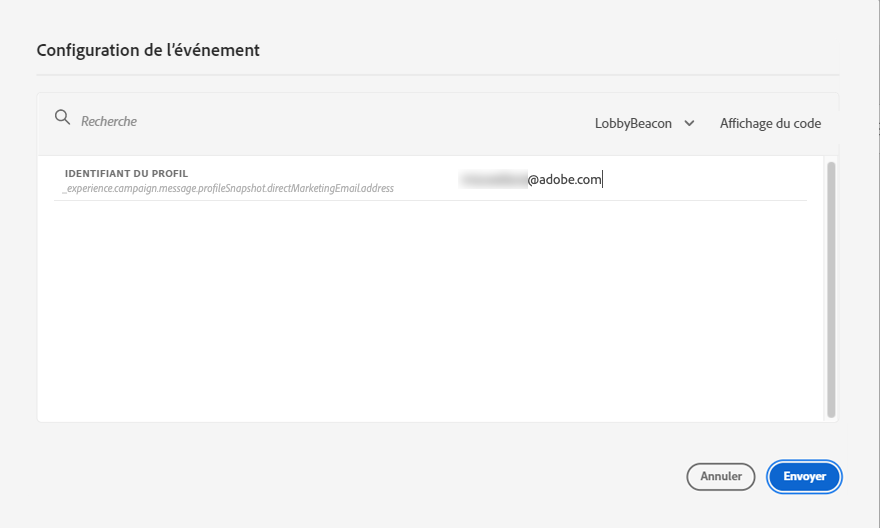 Configuration de l’événement
Recherche
LobbyBeacon
Affichage du code
IDENTIFIANT DU PROFIL
_experience.campaign.message.profileSnapshot.directMarketingEmail.address
@adobe.com
Annuler
Envoyer